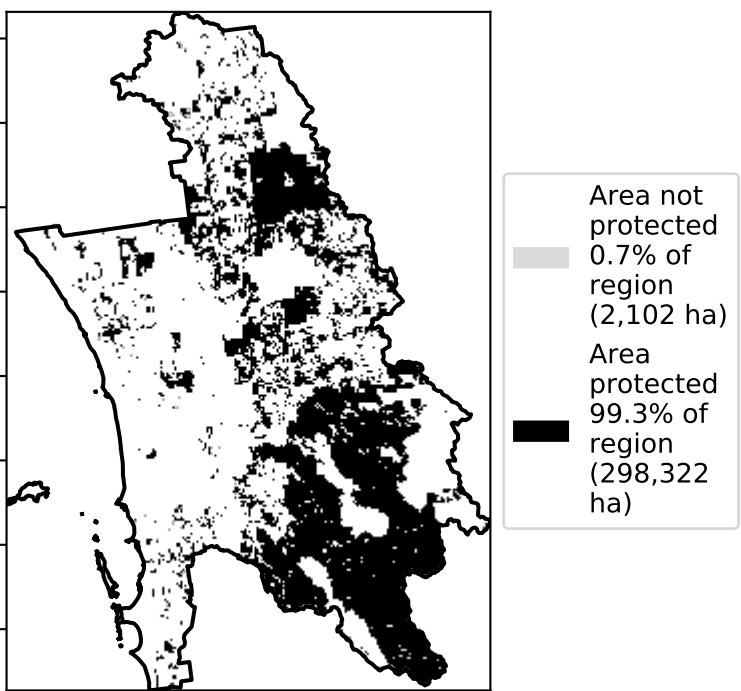 Area not
protected
0.7% of
region
(2,102 ha)
Area
protected
99.3% of
region
(298,322
ha)